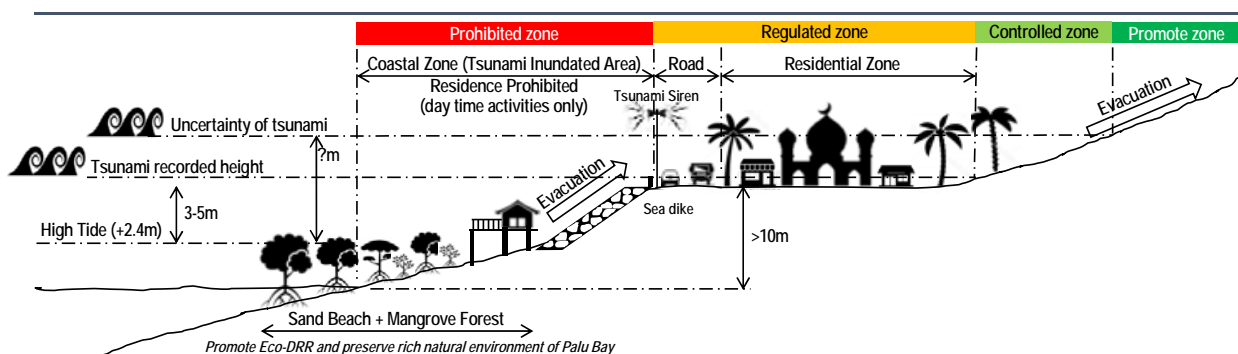 Prohibited zone
Regulated zone
Controlled zone
Promote zone
Coastal Zone (Tsunami Inundated Area)
Road
Residential Zone
Residence Prohibited
(day time activities only)
Tsunami Siren
Evacuation
Uncertainty of tsunami
?m
Tsunami recorded height
Evacuation
3-5m
Sea dike
High Tide (+2.4m)
>10m
Sand Beach + Mangrove Forest
Promote Eco-DRR and preserve rich natural environment of Palu Bay